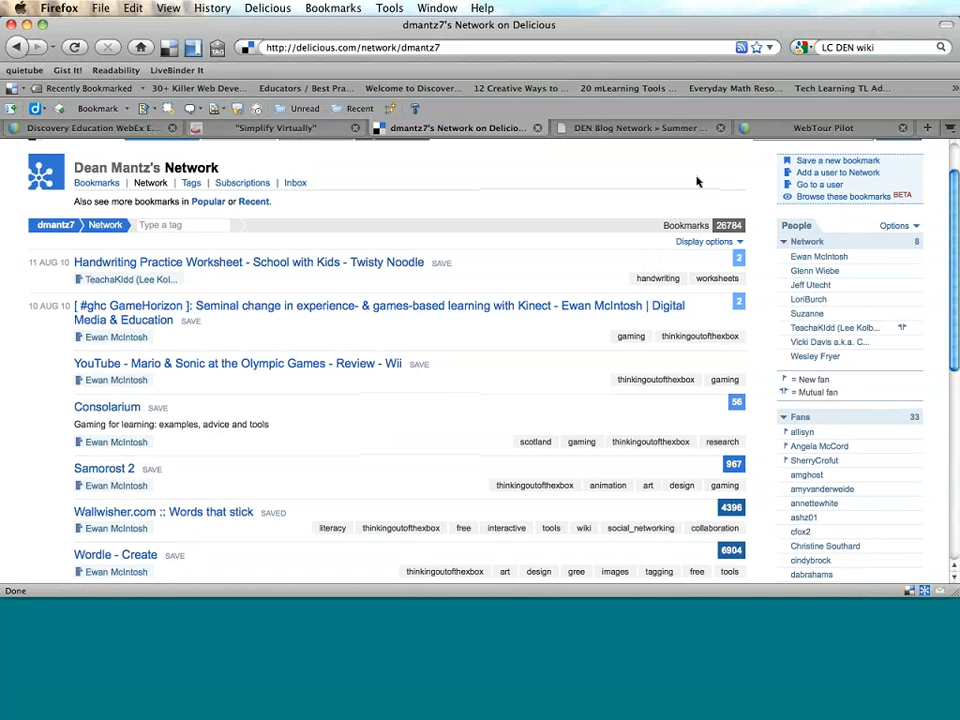 Firefox File Edit View History Delicious Bookmarks Tools Window Help
dmantz7's Network on Delicious
http://delicious.com/network/dmantz7
LC DEN wiki
quietube Gist It! Readability LiveBinder It
Recently Bookmarked 30+ Killer Web Deve... Educators / Best Pra... Welcome to Discover... 12 Creative Ways to ... 20 mLearning Tools ... Everyday Math Reso... Tech Learning TL Ad...
Bookmark Unread Recent
Discovery Education WebEx E... "Simplify Virtually" dmantz7's Network on Delicio... DEN Blog Network » Summer ... WebTour Pilot
Dean Mantz's Network
Bookmarks Network Tags Subscriptions Inbox
Also see more bookmarks in Popular or Recent.
dmantz7 Network Type a tag
Bookmarks 26784
Display options
11 AUG 10 Handwriting Practice Worksheet - School with Kids - Twisty Noodle SAVE 2
TeachaKidd (Lee Kol... handwriting worksheets
10 AUG 10 [ #ghc GameHorizon ]: Seminal change in experience- & games-based learning with Kinect - Ewan McIntosh | Digital 2
Media & Education SAVE
Ewan McIntosh gaming thinkingoutofthexbox
YouTube - Mario & Sonic at the Olympic Games - Review - Wii SAVE
Ewan McIntosh thinkingoutofthexbox gaming
Consolarium SAVE 56
Gaming for learning: examples, advice and tools
Ewan McIntosh scotland gaming thinkingoutofthexbox research
Samorost 2 SAVE 967
Ewan McIntosh thinkingoutofthexbox animation art design gaming
Wallwisher.com :: Words that stick SAVED 4396
Ewan McIntosh literacy thinkingoutofthexbox free interactive tools wiki social_networking collaboration
Wordle - Create SAVE 6904
Ewan McIntosh thinkingoutofthexbox art design gree images tagging free tools
Save a new bookmark
Add a user to Network
Go to a user
Browse these bookmarks BETA
People Options
Network 8
Ewan McIntosh
Glenn Wiebe
Jeff Utecht
LoriBurch
Suzanne
TeachaKidd (Lee Kolb...
Vicki Davis a.k.a. C...
Wesley Fryer
= New fan
= Mutual fan
Fans 33
allisyn
Angela McCord
SherryCrofut
amghost
amyvanderweide
annettewhite
ashz01
cfox2
Christine Southard
cindybrock
dabrahams
Done